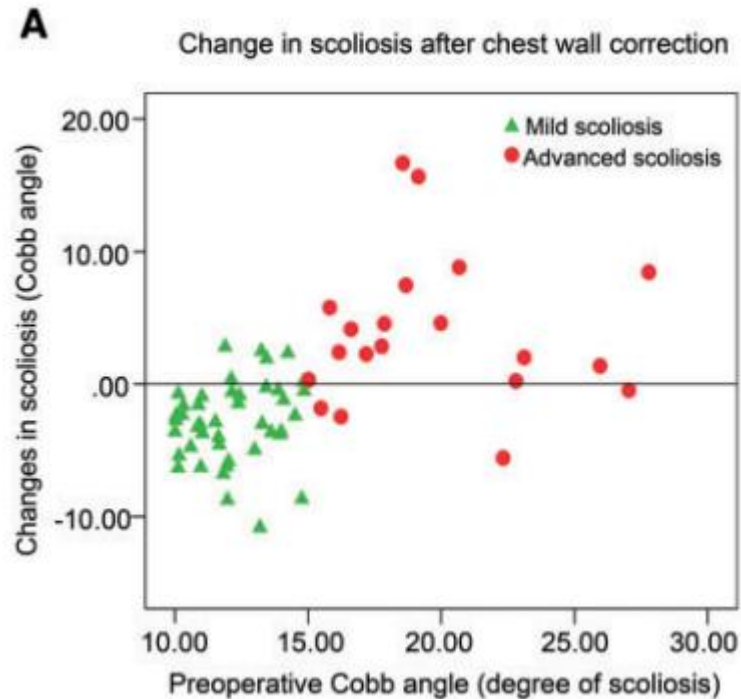 A
Change in scoliosis after chest wall correction
Mild scoliosis
Advanced scoliosis
Changes in scoliosis (Cobb angle)
20.00
10.00
.00
-10.00
10.00 15.00 20.00 25.00 30.00
Preoperative Cobb angle (degree of scoliosis)